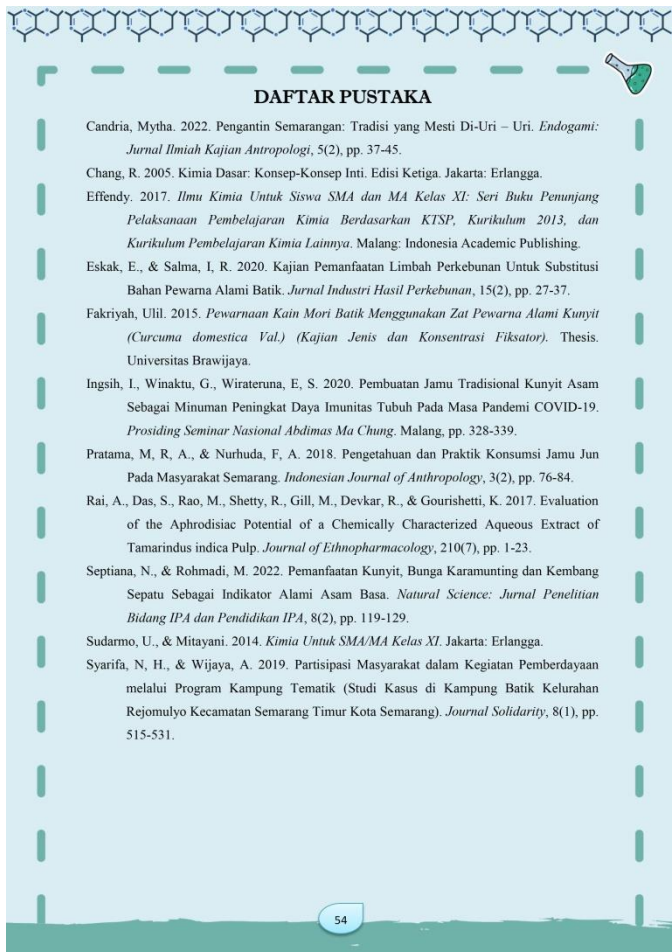 DAFTAR PUSTAKA
Candria, Mytha. 2022. Pengantin Semarangan: Tradisi yang Mesti Di-Uri – Uri. Endogami:
Jurnal Ilmiah Kajian Antropologi, 5(2), pp. 37-45.
Chang, R. 2005. Kimia Dasar: Konsep-Konsep Inti. Edisi Ketiga. Jakarta: Erlangga.
Effendy. 2017. Ilmu Kimia Untuk Siswa SMA dan MA Kelas XI: Seri Buku Penunjang
Pelaksanaan Pembelajaran Kimia Berdasarkan KTSP, Kurikulum 2013, dan
Kurikulum Pembelajaran Kimia Lainnya. Malang: Indonesia Academic Publishing.
Eskak, E., & Salma, I, R. 2020. Kajian Pemanfaatan Limbah Perkebunan Untuk Substitusi
Bahan Pewarna Alami Batik. Jurnal Industri Hasil Perkebunan, 15(2), pp. 27-37.
Fakriyah, Ulil. 2015. Pewarnaan Kain Mori Batik Menggunakan Zat Pewarna Alami Kunyit
(Curcuma domestica Val.) (Kajian Jenis dan Konsentrasi Fiksator). Thesis.
Universitas Brawijaya.
Ingsih, I., Winaktu, G., Wirateruna, E, S. 2020. Pembuatan Jamu Tradisional Kunyit Asam
Sebagai Minuman Peningkat Daya Imunitas Tubuh Pada Masa Pandemi COVID-19.
Prosiding Seminar Nasional Abdimas Ma Chung. Malang, pp. 328-339.
Pratama, M, R, A., & Nurhuda, F, A. 2018. Pengetahuan dan Praktik Konsumsi Jamu Jun
Pada Masyarakat Semarang. Indonesian Journal of Anthropology, 3(2), pp. 76-84.
Rai, A., Das, S., Rao, M., Shetty, R., Gill, M., Devkar, R., & Gourishetti, K. 2017. Evaluation
of the Aphrodisiac Potential of a Chemically Characterized Aqueous Extract of
Tamarindus indica Pulp. Journal of Ethnopharmacology, 210(7), pp. 1-23.
Septiana, N., & Rohmadi, M. 2022. Pemanfaatan Kunyit, Bunga Karamunting dan Kembang
Sepatu Sebagai Indikator Alami Asam Basa. Natural Science: Jurnal Penelitian
Bidang IPA dan Pendidikan IPA, 8(2), pp. 119-129.
Sudarmo, U., & Mitayani. 2014. Kimia Untuk SMA/MA Kelas XI. Jakarta: Erlangga.
Syarifa, N, H., & Wijaya, A. 2019. Partisipasi Masyarakat dalam Kegiatan Pemberdayaan
melalui Program Kampung Tematik (Studi Kasus di Kampung Batik Kelurahan
Rejomulyo Kecamatan Semarang Timur Kota Semarang). Journal Solidarity, 8(1), pp.
515-531.
54